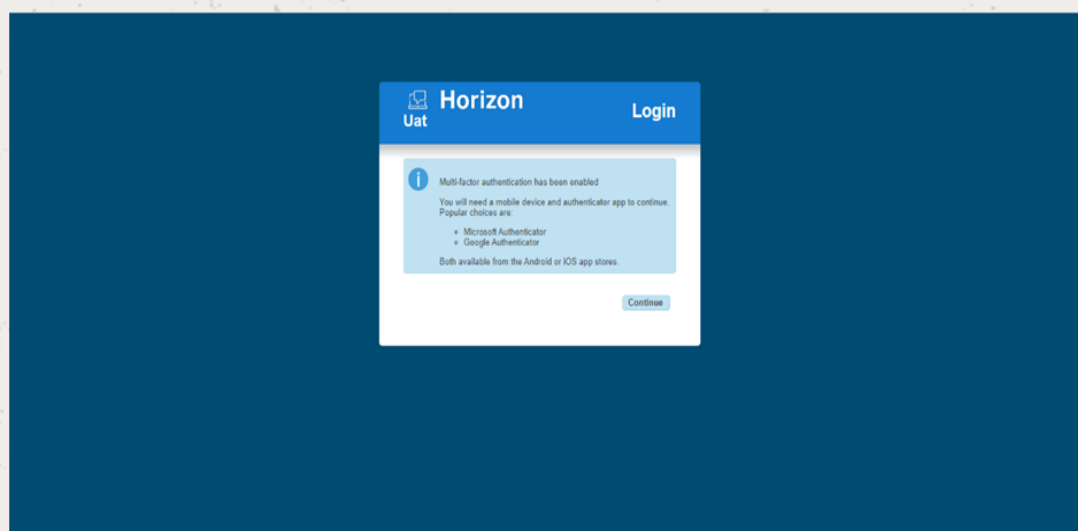 Horizon
Uat
Login
Multi-factor authentication has been enabled
You will need a mobile device and authenticator app to continue.
Popular choices are:
Microsoft Authenticator
Google Authenticator
Both available from the Android or iOS app stores.
Continue